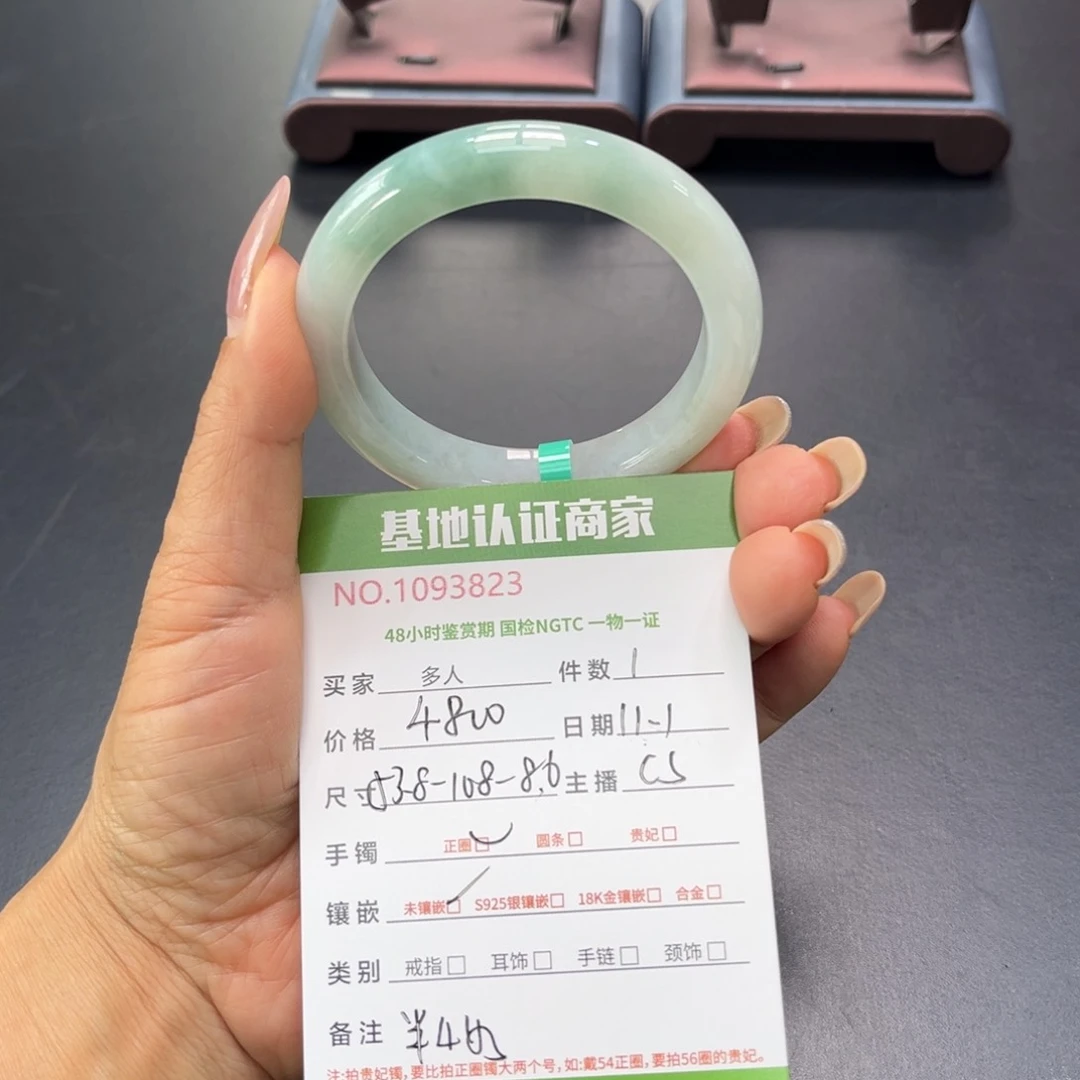 基地认证商家
NO.1093823
48小时鉴赏期 国检NGTC 一物一证
买家 多人 件数 1
价格 4800 日期 11-1
尺寸 53.8-10.8-8.6 主播 CS
手镯 正圈 圆条 贵妃
镶嵌 未镶嵌 S925银镶嵌 18K金镶嵌 合金
类别 戒指 耳饰 手链 颈饰
备注
注:拍贵妃镯,要比拍正圈镯大两个号,如:戴54正圈,要拍56圈的贵妃。